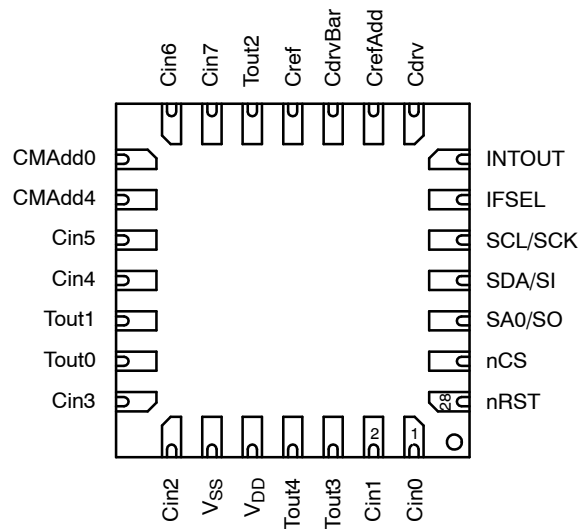 Cin6
Cin7
Tout2
Cref
CdrvBar
CrefAdd
Cdrv
CMAdd0
CMAdd4
Cin5
Cin4
Tout1
Tout0
Cin3
INTOUT
IFSEL
SCL/SCK
SDA/SI
SA0/SO
nCS
nRST
28
2
1
Cin2
VSS
VDD
Tout4
Tout3
Cin1
Cin0